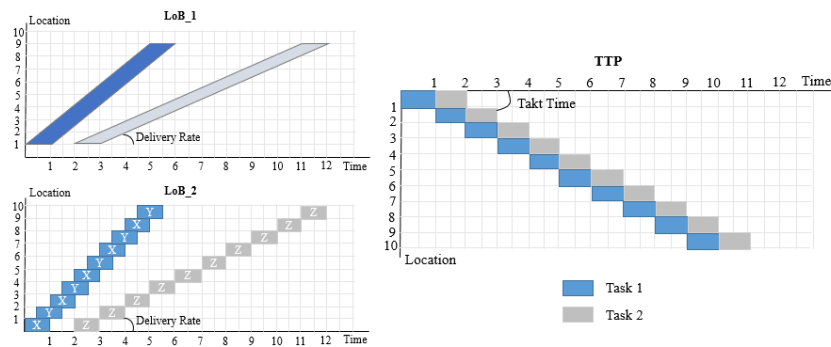 LoB_1
Location
10
9
8
7
6
5
4
3
2
1
Delivery Rate
1 2 3 4 5 6 7 8 9 10 11 12 Time
LoB_2
Location
10
9
8
7
6
5
4
3
2
1
Y
X
Y
X
Y
X
Y
X
Y
X
Z
Z
Z
Z
Z
Z
Z
Z
Z
Z
Delivery Rate
1 2 3 4 5 6 7 8 9 10 11 12 Time
TTP
1 2 3 4 5 6 7 8 9 10 11 12 Time
Takt Time
1
2
3
4
5
6
7
8
9
10
Location
Task 1
Task 2